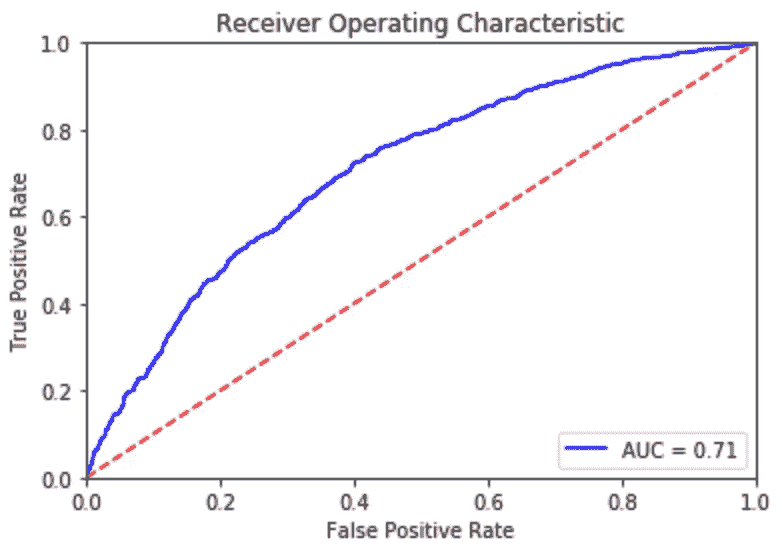 Receiver Operating Characteristic
True Positive Rate
1.0
0.8
0.6
0.4
0.2
0.0
AUC = 0.71
0.0 0.2 0.4 0.6 0.8 1.0
False Positive Rate